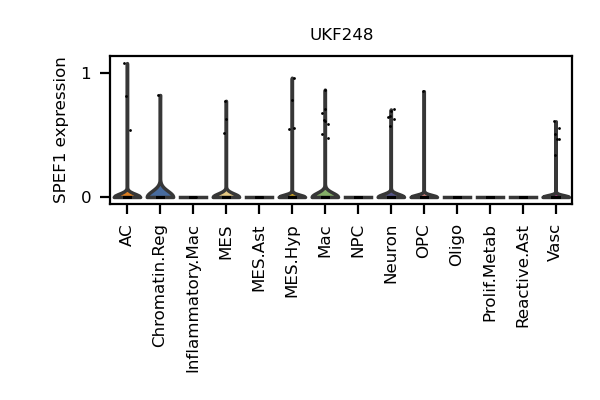 UKF248
SPEF1 expression
1
0
AC
Chromatin.Reg
Inflammatory.Mac
MES
MES.Ast
MES.Hyp
Mac
NPC
Neuron
OPC
Oligo
Prolif.Metab
Reactive.Ast
Vasc